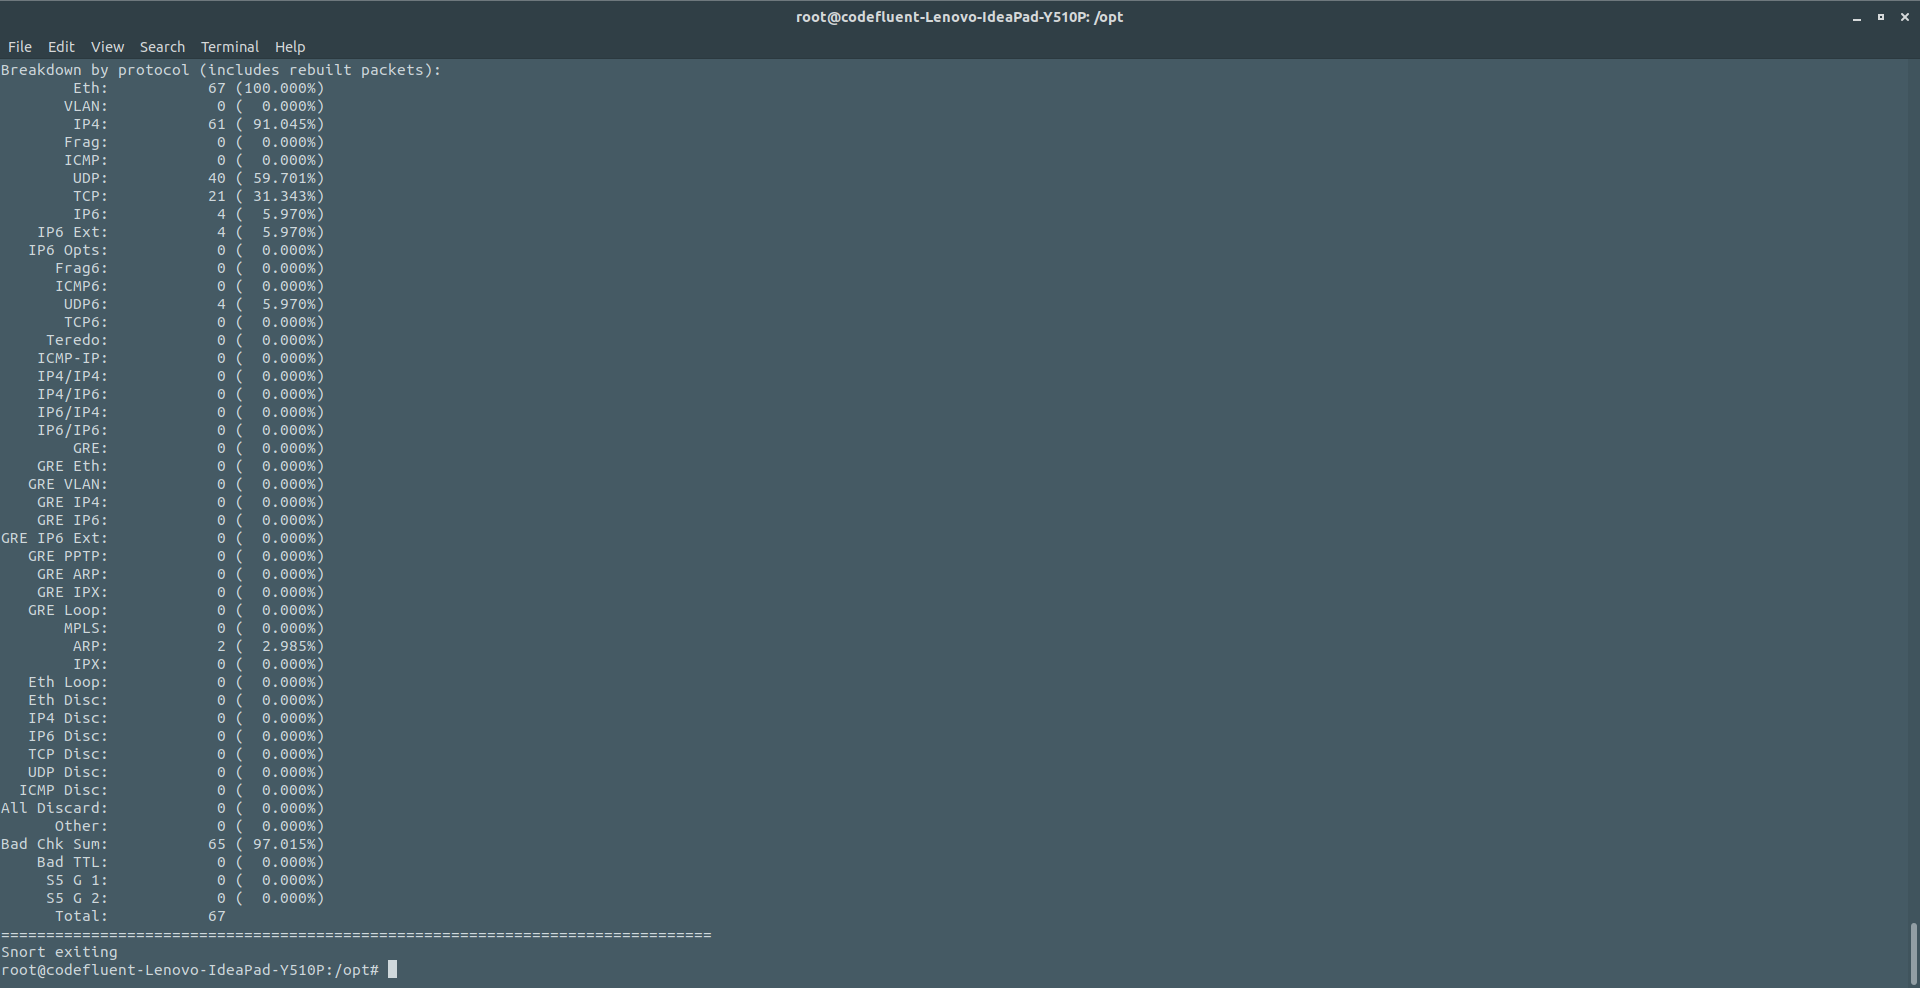 root@codefluent-Lenovo-IdeaPad-Y510P: /opt
File Edit View Search Terminal Help
Breakdown by protocol (includes rebuilt packets):
        Eth:           67 (100.000%)
       VLAN:            0 (  0.000%)
        IP4:           61 ( 91.045%)
       Frag:            0 (  0.000%)
       ICMP:            0 (  0.000%)
        UDP:           40 ( 59.701%)
        TCP:           21 ( 31.343%)
        IP6:            4 (  5.970%)
    IP6 Ext:            4 (  5.970%)
   IP6 Opts:            0 (  0.000%)
      Frag6:            0 (  0.000%)
      ICMP6:            0 (  0.000%)
       UDP6:            4 (  5.970%)
       TCP6:            0 (  0.000%)
     Teredo:            0 (  0.000%)
    ICMP-IP:            0 (  0.000%)
    IP4/IP4:            0 (  0.000%)
    IP4/IP6:            0 (  0.000%)
    IP6/IP4:            0 (  0.000%)
    IP6/IP6:            0 (  0.000%)
        GRE:            0 (  0.000%)
    GRE Eth:            0 (  0.000%)
   GRE VLAN:            0 (  0.000%)
    GRE IP4:            0 (  0.000%)
    GRE IP6:            0 (  0.000%)
GRE IP6 Ext:            0 (  0.000%)
   GRE PPTP:            0 (  0.000%)
    GRE ARP:            0 (  0.000%)
    GRE IPX:            0 (  0.000%)
   GRE Loop:            0 (  0.000%)
       MPLS:            0 (  0.000%)
        ARP:            2 (  2.985%)
        IPX:            0 (  0.000%)
   Eth Loop:            0 (  0.000%)
   Eth Disc:            0 (  0.000%)
   IP4 Disc:            0 (  0.000%)
   IP6 Disc:            0 (  0.000%)
   TCP Disc:            0 (  0.000%)
   UDP Disc:            0 (  0.000%)
  ICMP Disc:            0 (  0.000%)
All Discard:            0 (  0.000%)
      Other:            0 (  0.000%)
Bad Chk Sum:           65 ( 97.015%)
    Bad TTL:            0 (  0.000%)
     S5 G 1:            0 (  0.000%)
     S5 G 2:            0 (  0.000%)
      Total:           67
===============================================================================
Snort exiting
root@codefluent-Lenovo-IdeaPad-Y510P:/opt#